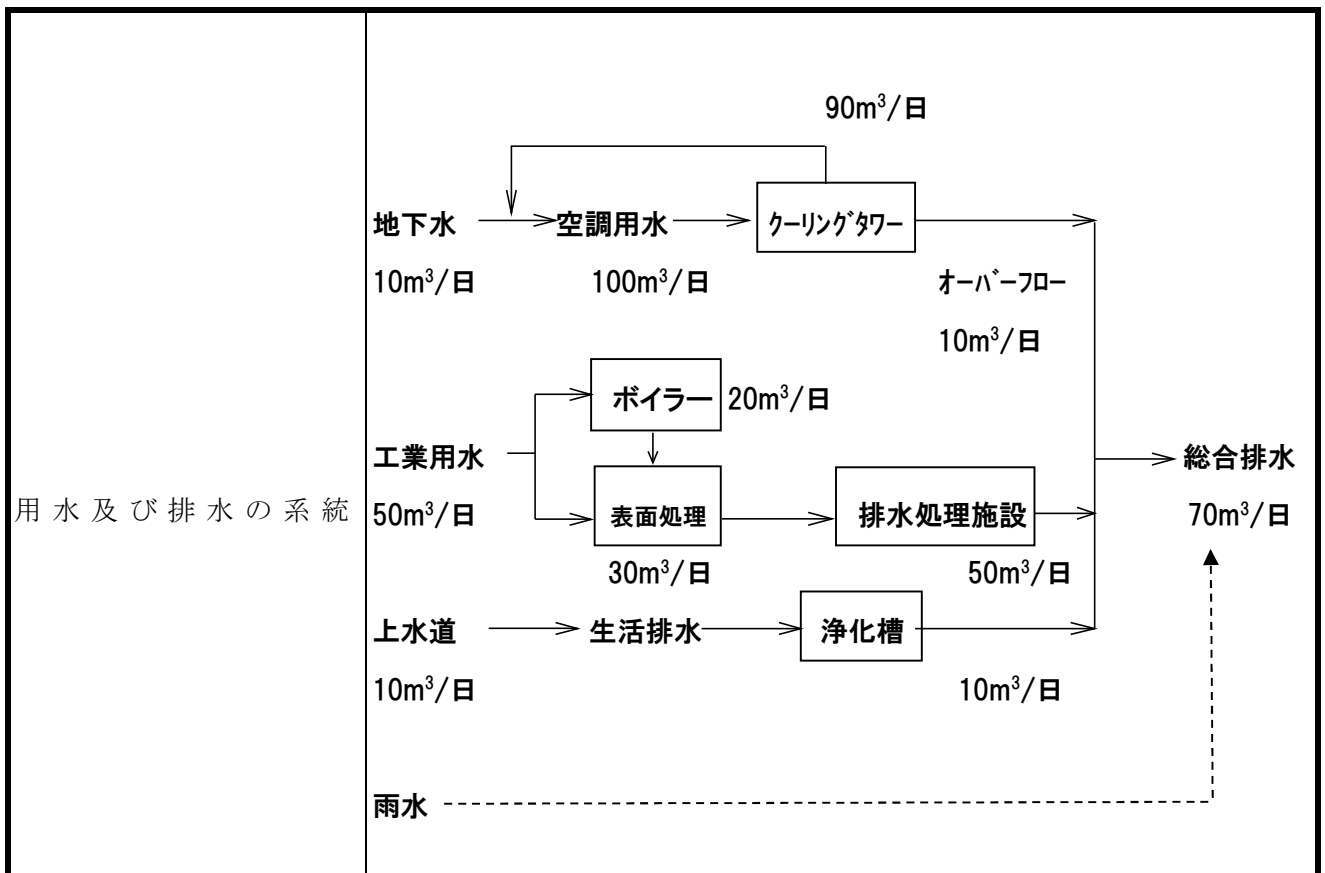 用水及び排水の系統
90m³/日
地下水
空調用水
クーリングタワー
10m³/日
100m³/日
オーバーフロー
10m³/日
ボイラー
20m³/日
工業用水
総合排水
50m³/日
表面処理
排水処理施設
70m³/日
30m³/日
50m³/日
上水道
生活排水
浄化槽
10m³/日
10m³/日
雨水